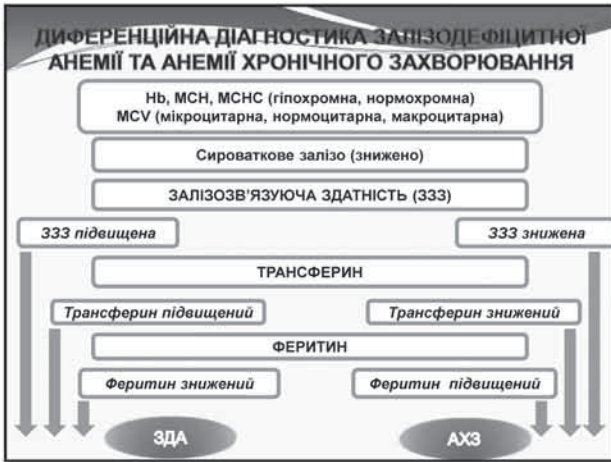 ДИФЕРЕНЦІЙНА ДІАГНОСТИКА ЗАЛІЗОДЕФІЦИТНОЇ
АНЕМІЇ ТА АНЕМІЇ ХРОНІЧНОГО ЗАХВОРЮВАННЯ
Hb, MCH, MCHC (гіпохромна, нормохромна)
MCV (мікроцитарна, нормоцитарна, макроцитарна)
Сироваткове залізо (знижено)
ЗАЛІЗОЗВ’ЯЗУЮЧА ЗДАТНІСТЬ (ЗЗЗ)
ЗЗЗ підвищена
ЗЗЗ знижена
ТРАНСФЕРИН
Трансферин підвищений
Трансферин знижений
ФЕРИТИН
Феритин знижений
Феритин підвищений
ЗДА
АХЗ